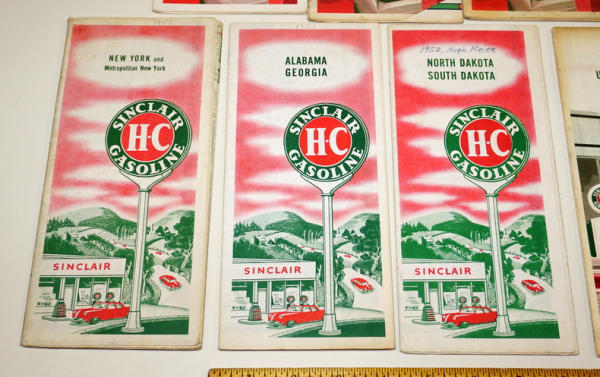 NEW YORK and
Metropolitan New York
SINCLAIR
H-C
GASOLINE
SINCLAIR
ALABAMA
GEORGIA
SINCLAIR
H-C
GASOLINE
SINCLAIR
1952 Hugh Meier
NORTH DAKOTA
SOUTH DAKOTA
SINCLAIR
H-C
GASOLINE
SINCLAIR